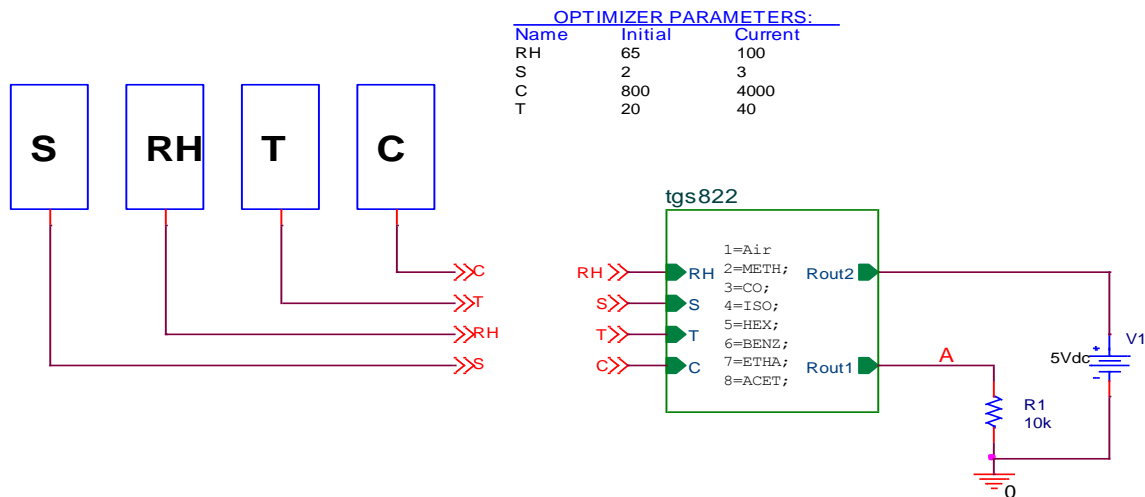 OPTIMIZER PARAMETERS:
Name Initial Current
RH 65 100
S 2 3
C 800 4000
T 20 40
S RH T C
C
T
RH
S
tgs822
RH RH
S S
T T
C C
1=Air
2=METH;
3=CO;
4=ISO;
5=HEX;
6=BENZ;
7=ETHA;
8=ACET;
Rout2
Rout1
A
V1
5Vdc
+
-
R1
10k
0